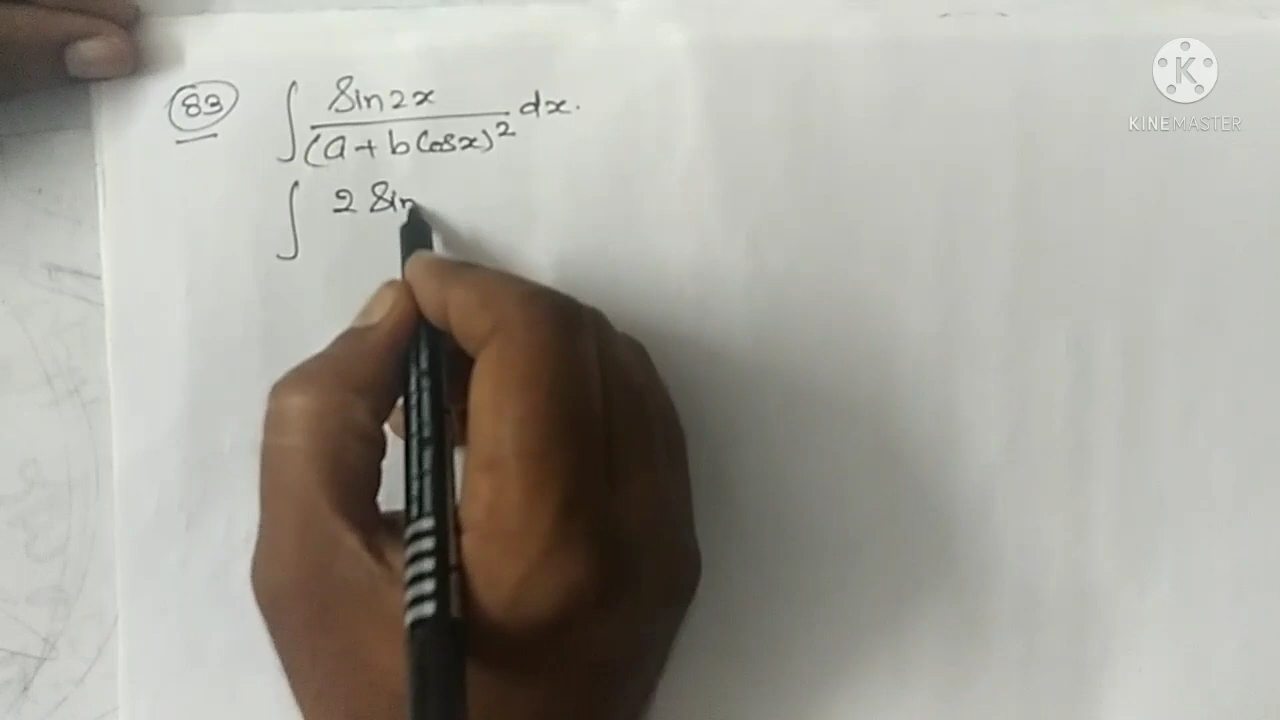 83 ∫ Sin2x / (a + b Cosx)² dx.
∫ 2 Sin
K
KINEMASTER